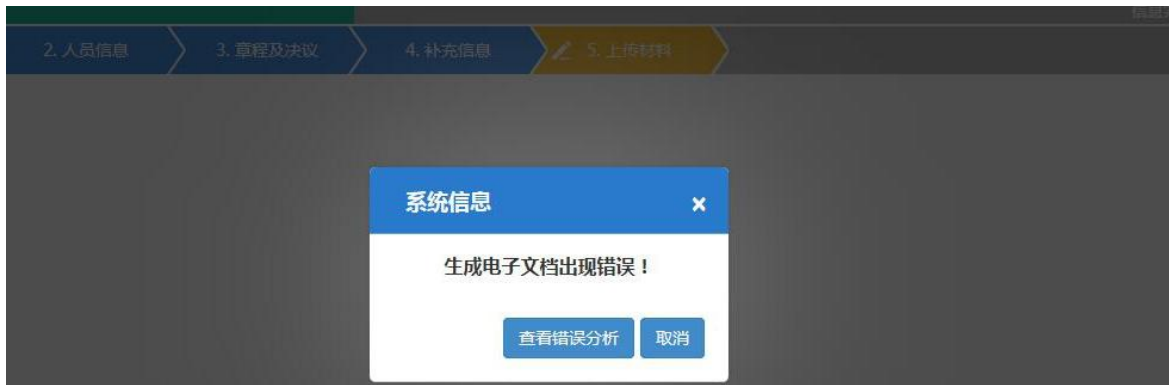 2. 人员信息
3. 章程及决议
4. 补充信息
5. 上传材料
系统信息
×
生成电子文档出现错误！
查看错误分析
取消